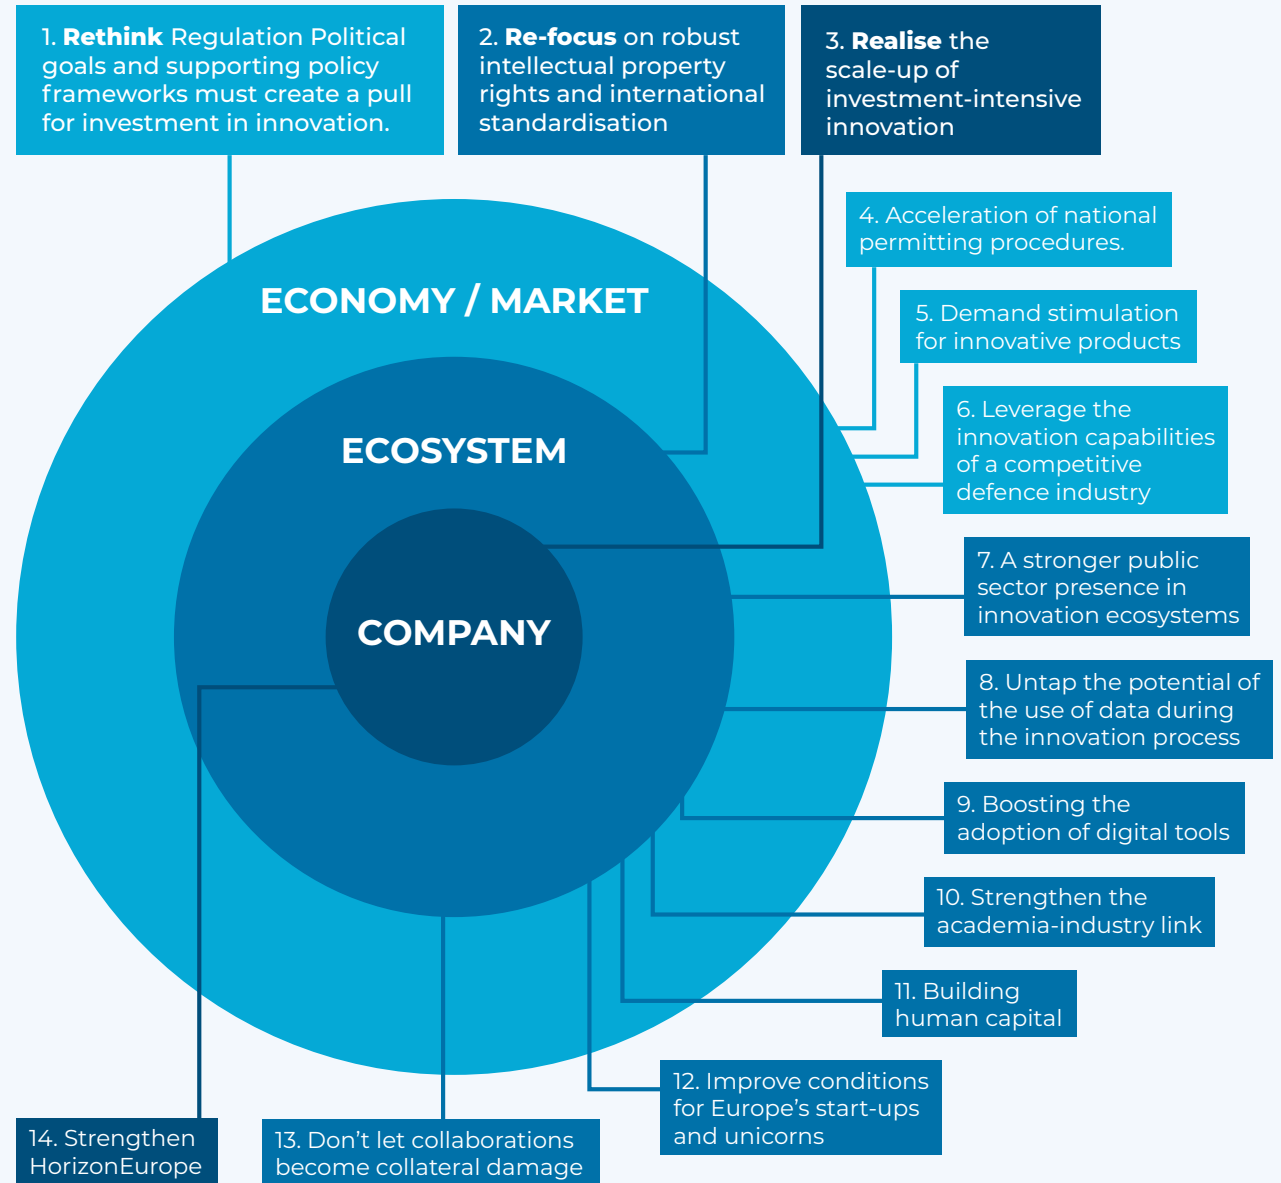 1. Rethink Regulation Political
goals and supporting policy
frameworks must create a pull
for investment in innovation.
2. Re-focus on robust
intellectual property
rights and international
standardisation
3. Realise the
scale-up of
investment-intensive
innovation
4. Acceleration of national
permitting procedures.
5. Demand stimulation
for innovative products
6. Leverage the
innovation capabilities
of a competitive
defence industry
7. A stronger public
sector presence in
innovation ecosystems
8. Untap the potential of
the use of data during
the innovation process
9. Boosting the
adoption of digital tools
10. Strengthen the
academia-industry link
11. Building
human capital
12. Improve conditions
for Europe's start-ups
and unicorns
13. Don't let collaborations
become collateral damage
14. Strengthen
HorizonEurope
ECONOMY / MARKET
ECOSYSTEM
COMPANY